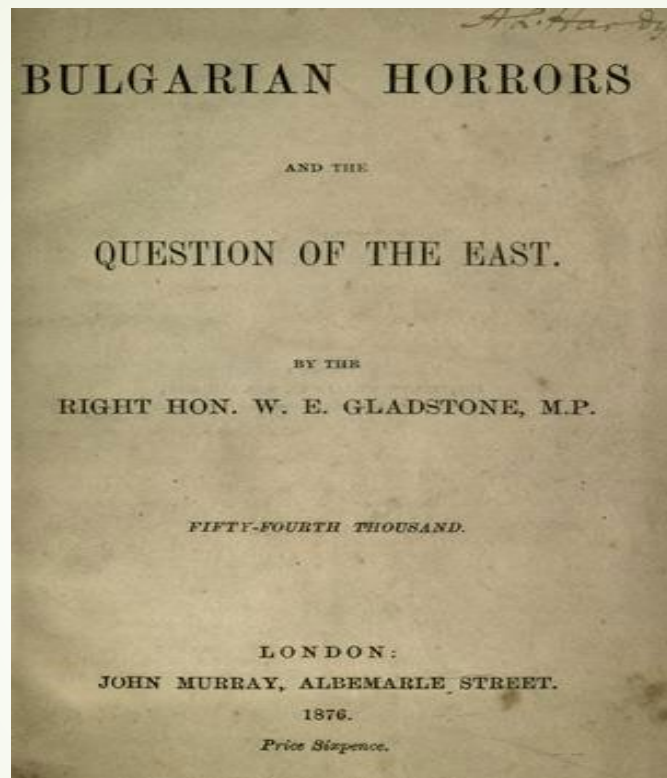 A. L. Hardy
BULGARIAN HORRORS
AND THE
QUESTION OF THE EAST.
BY THE
RIGHT HON. W. E. GLADSTONE, M.P.
FIFTY-FOURTH THOUSAND.
LONDON:
JOHN MURRAY, ALBEMARLE STREET.
1876.
Price Sixpence.